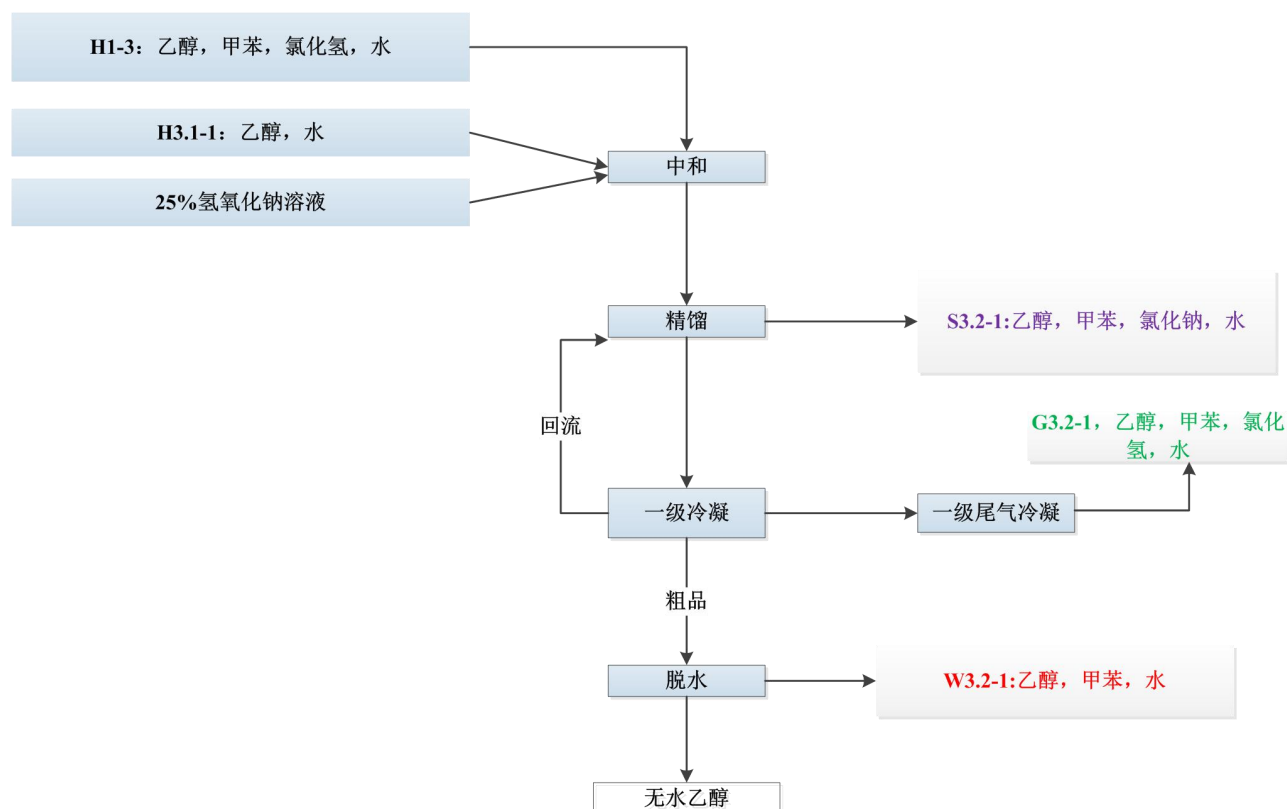 H1-3：乙醇，甲苯，氯化氢，水
H3.1-1：乙醇，水
中和
25%氢氧化钠溶液
精馏
S3.2-1:乙醇，甲苯，氯化钠，水
回流
G3.2-1，乙醇，甲苯，氯化
氢，水
一级冷凝
一级尾气冷凝
粗品
脱水
W3.2-1:乙醇，甲苯，水
无水乙醇